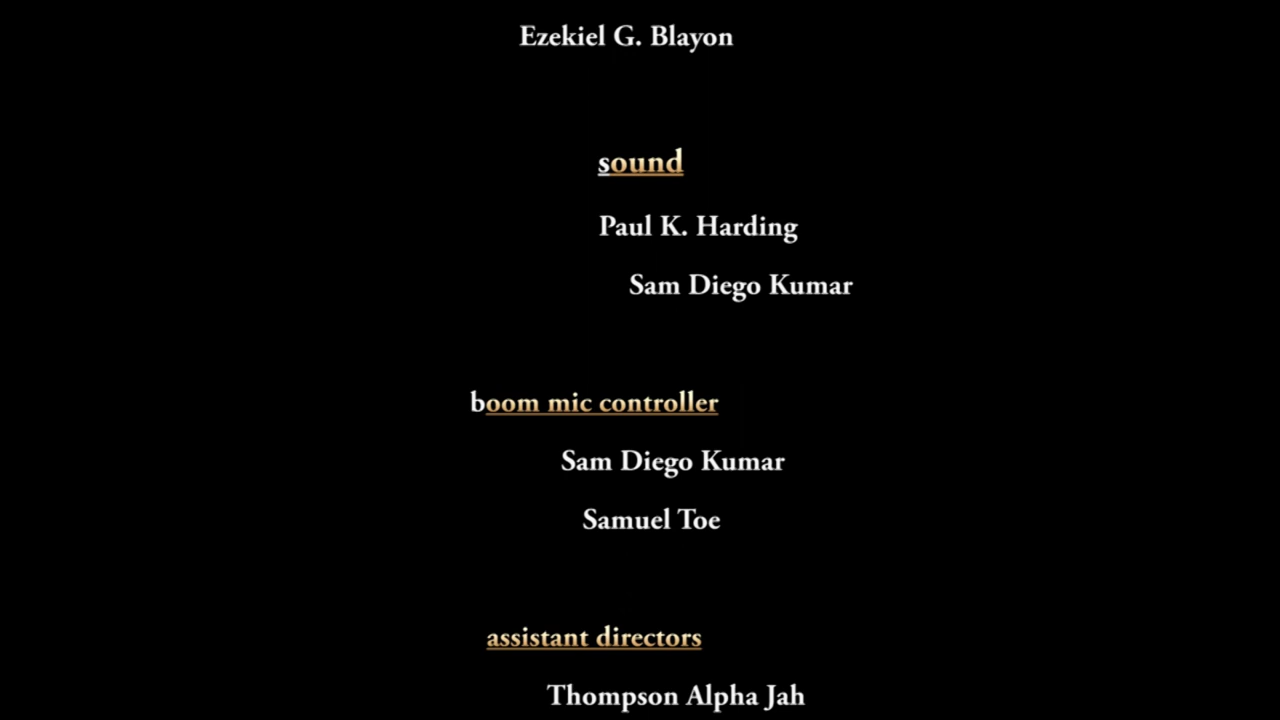 Ezekiel G. Blayon
sound
Paul K. Harding
Sam Diego Kumar
boom mic controller
Sam Diego Kumar
Samuel Toe
assistant directors
Thompson Alpha Jah